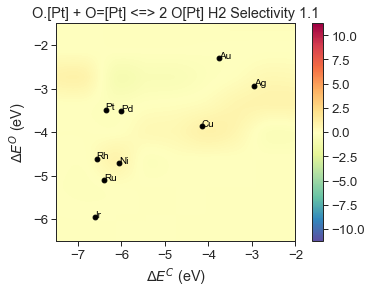 O.[Pt] + O=[Pt] <=> 2 O[Pt] H2 Selectivity 1.1
ΔE^O (eV)
−2
−3
−4
−5
−6
Au
Ag
Pt
Pd
Cu
Rh
Ni
Ru
Ir
−7
−6
−5
−4
−3
−2
ΔE^C (eV)
10.0
7.5
5.0
2.5
0.0
−2.5
−5.0
−7.5
−10.0